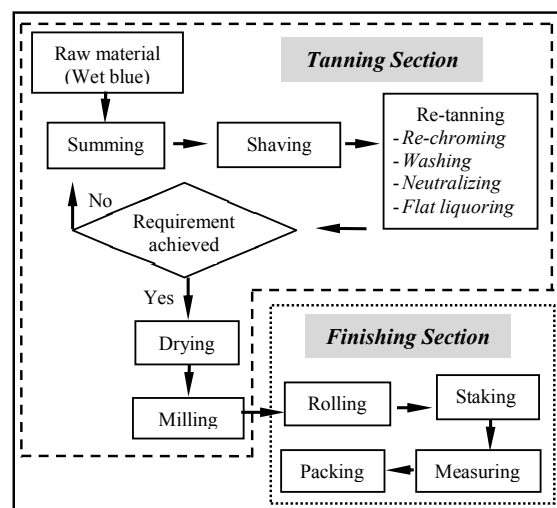 Raw material
(Wet blue)
Tanning Section
Summing
Shaving
Re-tanning
- Re-chroming
- Washing
- Neutralizing
- Flat liquoring
No
Requirement
achieved
Yes
Drying
Milling
Finishing Section
Rolling
Staking
Measuring
Packing